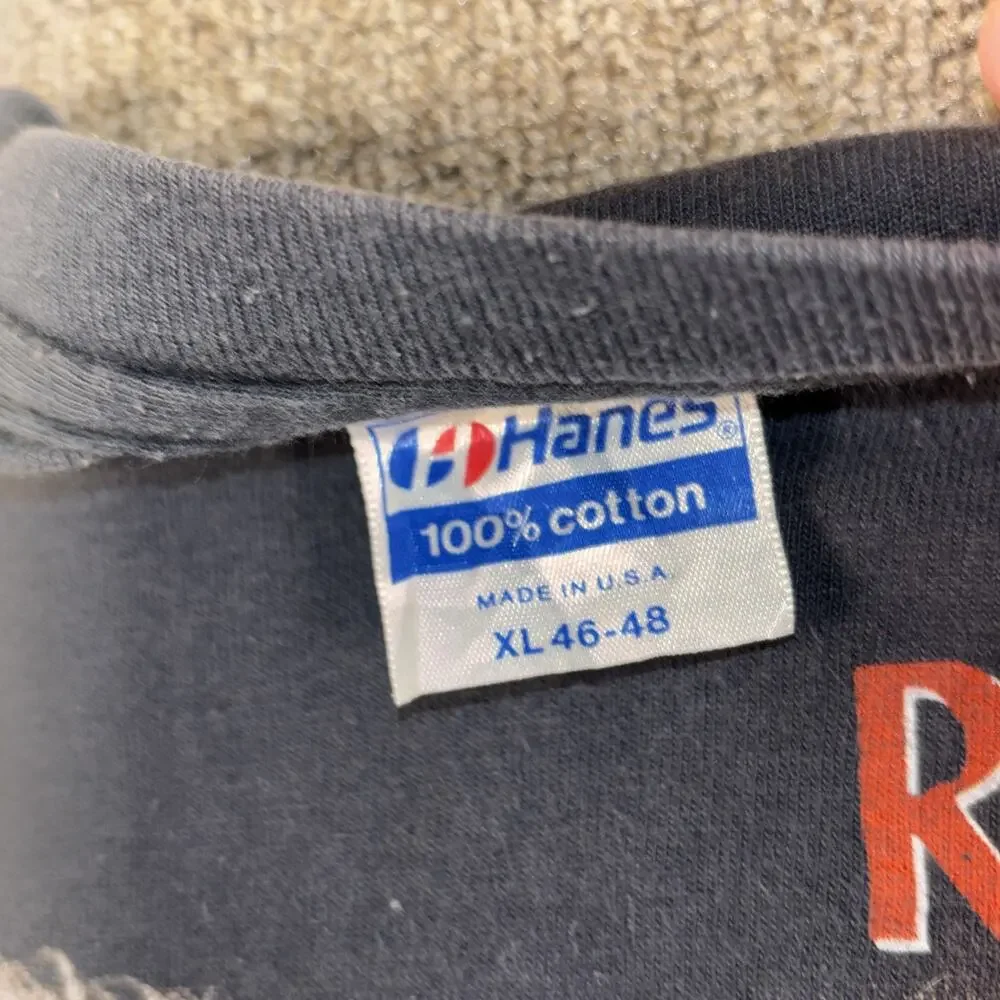 H Hanes®
100% cotton
MADE IN U.S.A.
XL 46-48
R